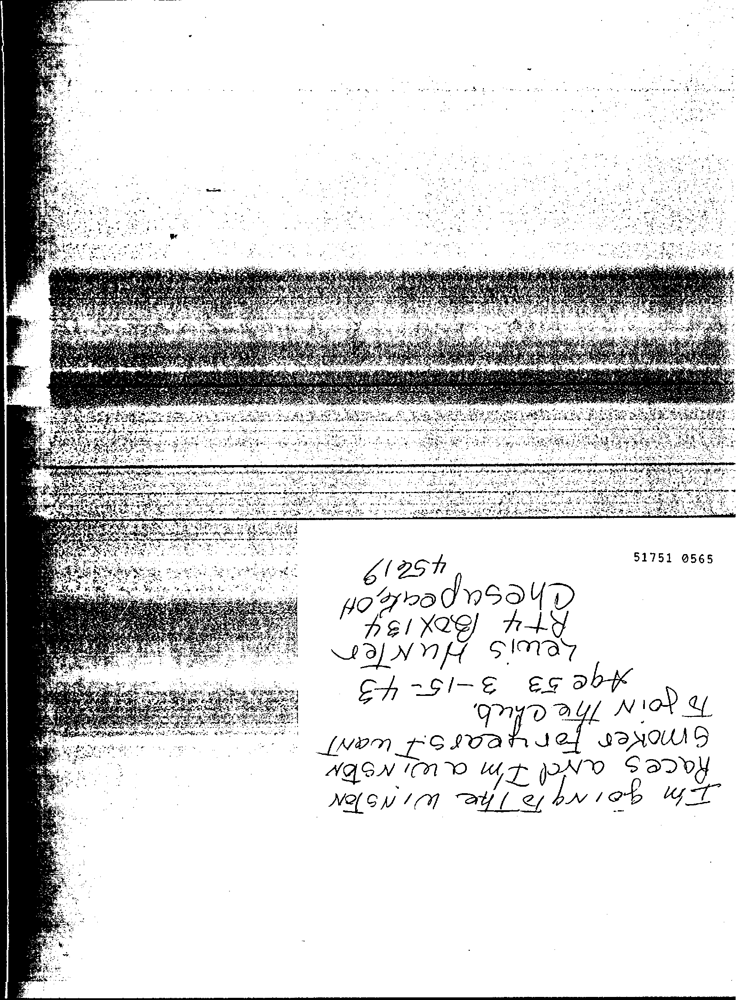 51751 0565
I'm going To The Winston
Races and I'm a Winston
Smoker for years. I want
To join The Club.
Age 53 3-15-43
Lewis Hunter
Rt 4 Box 134
Chesapeake, OH
45619